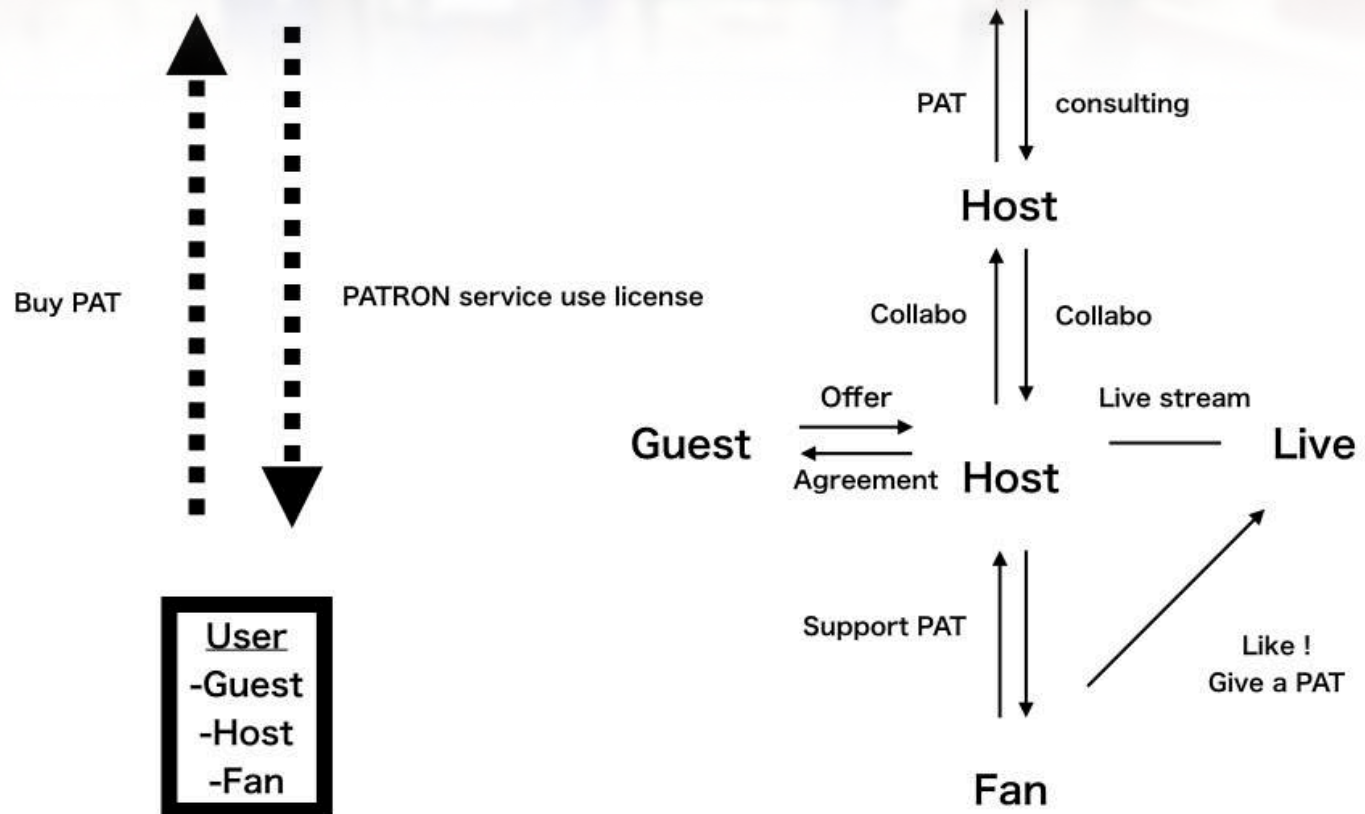 Buy PAT
PATRON service use license
User
-Guest
-Host
-Fan
PAT
consulting
Host
Collabo
Collabo
Offer
Live stream
Guest
Agreement
Host
Live
Support PAT
Like !
Give a PAT
Fan